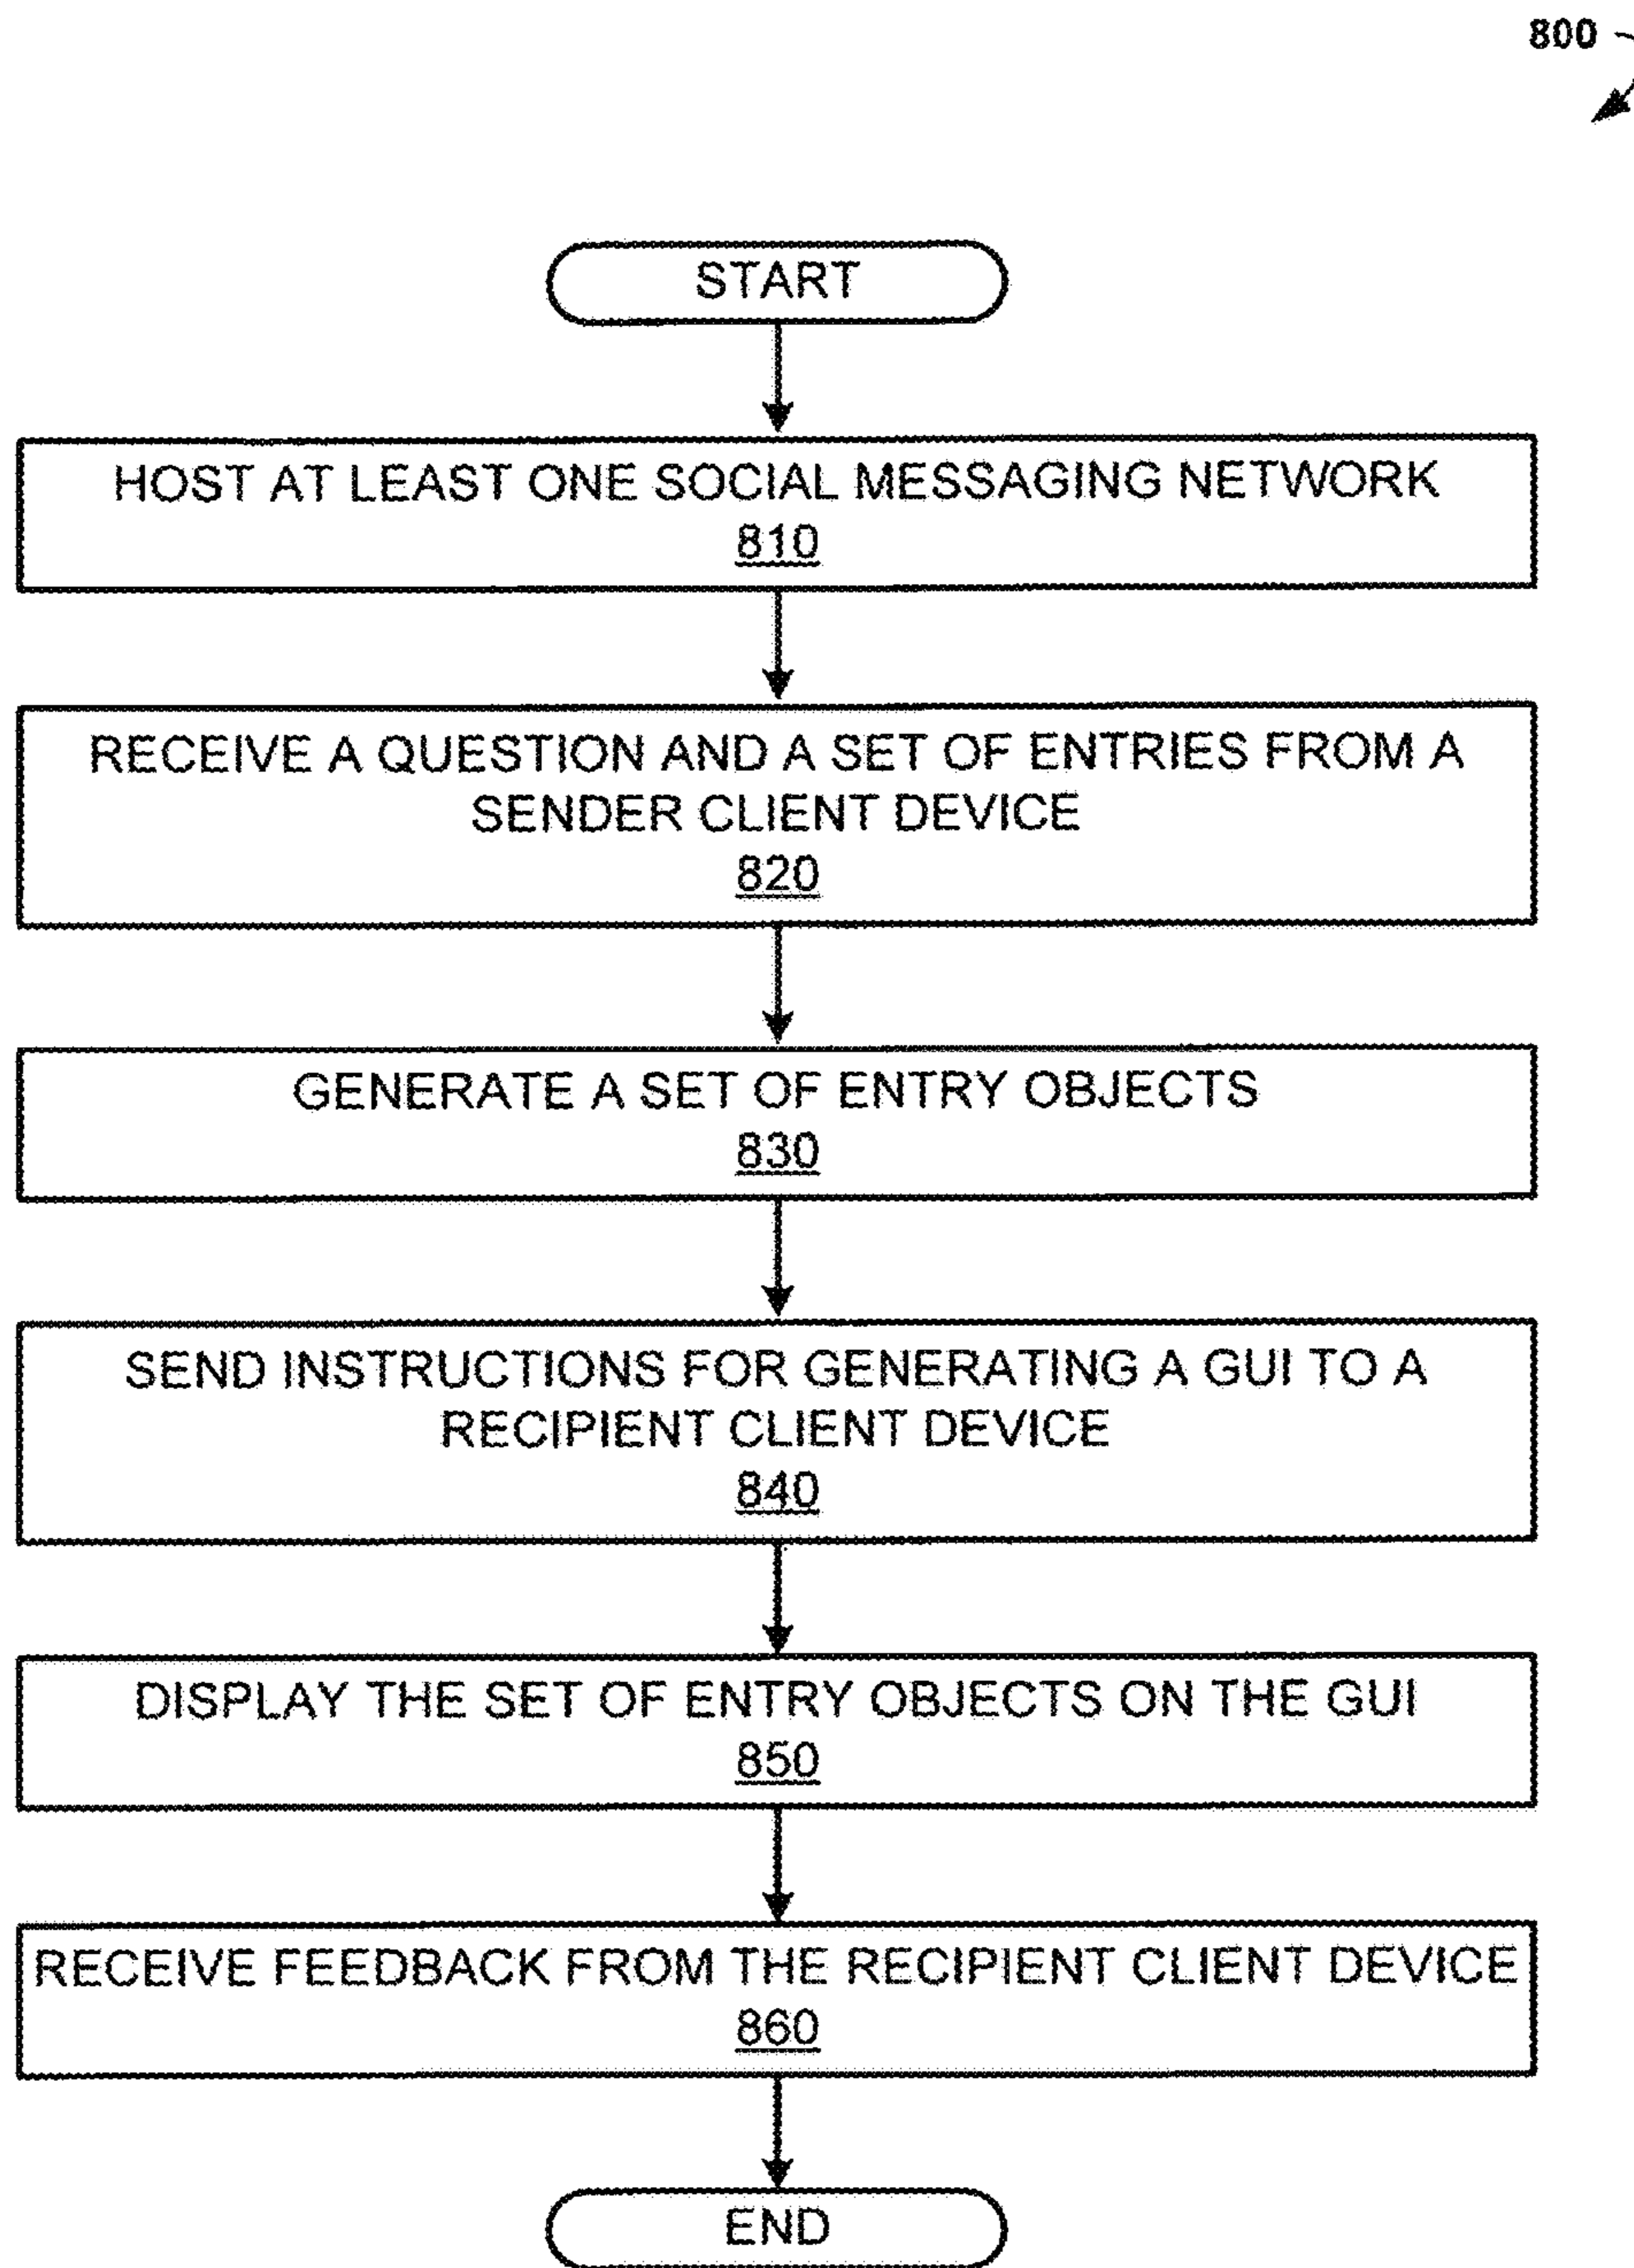 800
START
HOST AT LEAST ONE SOCIAL MESSAGING NETWORK
810
RECEIVE A QUESTION AND A SET OF ENTRIES FROM A
SENDER CLIENT DEVICE
820
GENERATE A SET OF ENTRY OBJECTS
830
SEND INSTRUCTIONS FOR GENERATING A GUI TO A
RECIPIENT CLIENT DEVICE
840
DISPLAY THE SET OF ENTRY OBJECTS ON THE GUI
850
RECEIVE FEEDBACK FROM THE RECIPIENT CLIENT DEVICE
860
END